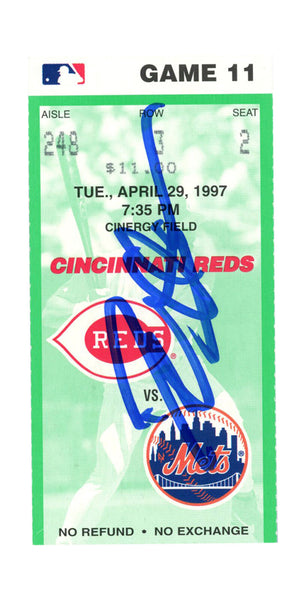 GAME 11
AISLE ROW SEAT
248 3 2
$11.00
TUE., APRIL 29, 1997
7:35 PM
CINERGY FIELD
CINCINNATI REDS
REDS
VS.
Mets
NO REFUND • NO EXCHANGE